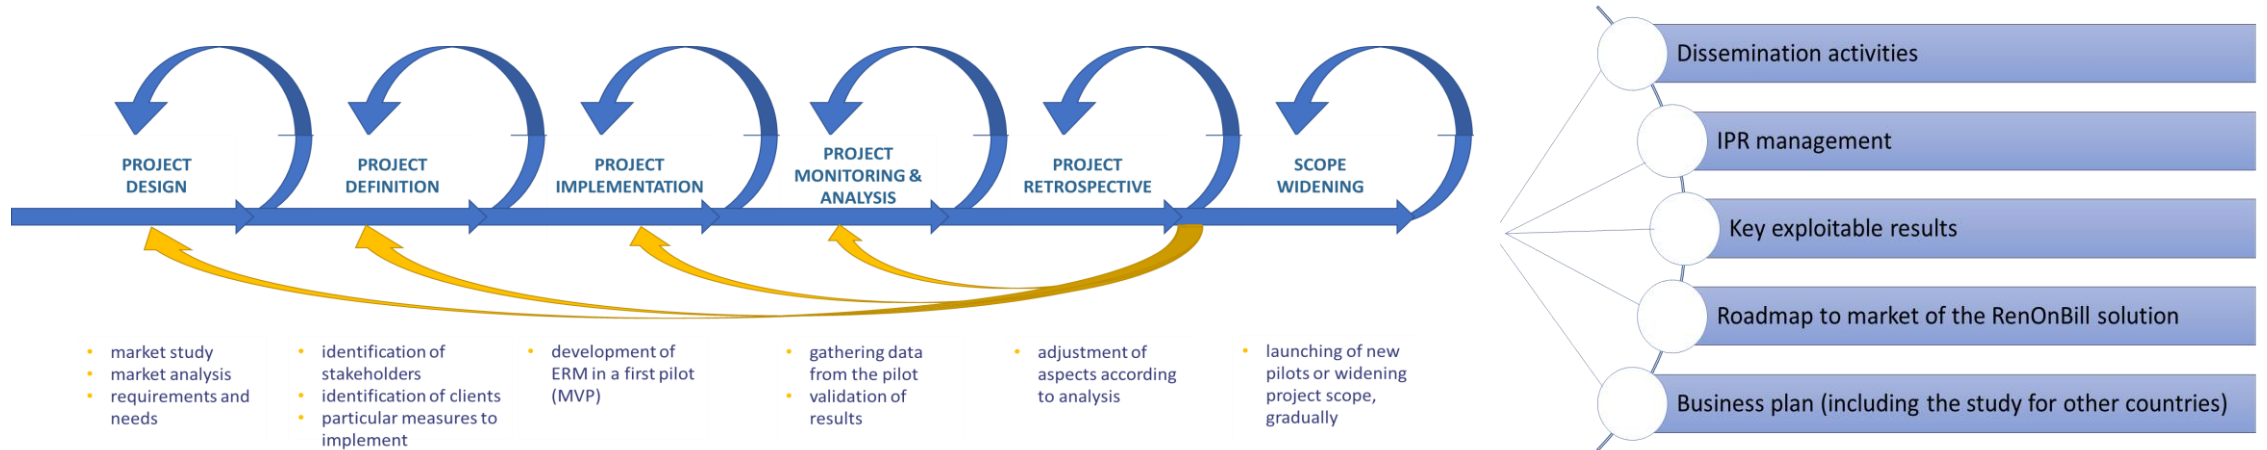 PROJECT
DESIGN
PROJECT
DEFINITION
PROJECT
IMPLEMENTATION
PROJECT
MONITORING &
ANALYSIS
PROJECT
RETROSPECTIVE
SCOPE
WIDENING
• market study
• market analysis
• requirements and
needs
• identification of
stakeholders
• identification of clients
• particular measures to
implement
• development of
ERM in a first pilot
(MVP)
• gathering data
from the pilot
• validation of
results
• adjustment of
aspects according
to analysis
• launching of new
pilots or widening
project scope,
gradually
Dissemination activities
IPR management
Key exploitable results
Roadmap to market of the RenOnBill solution
Business plan (including the study for other countries)